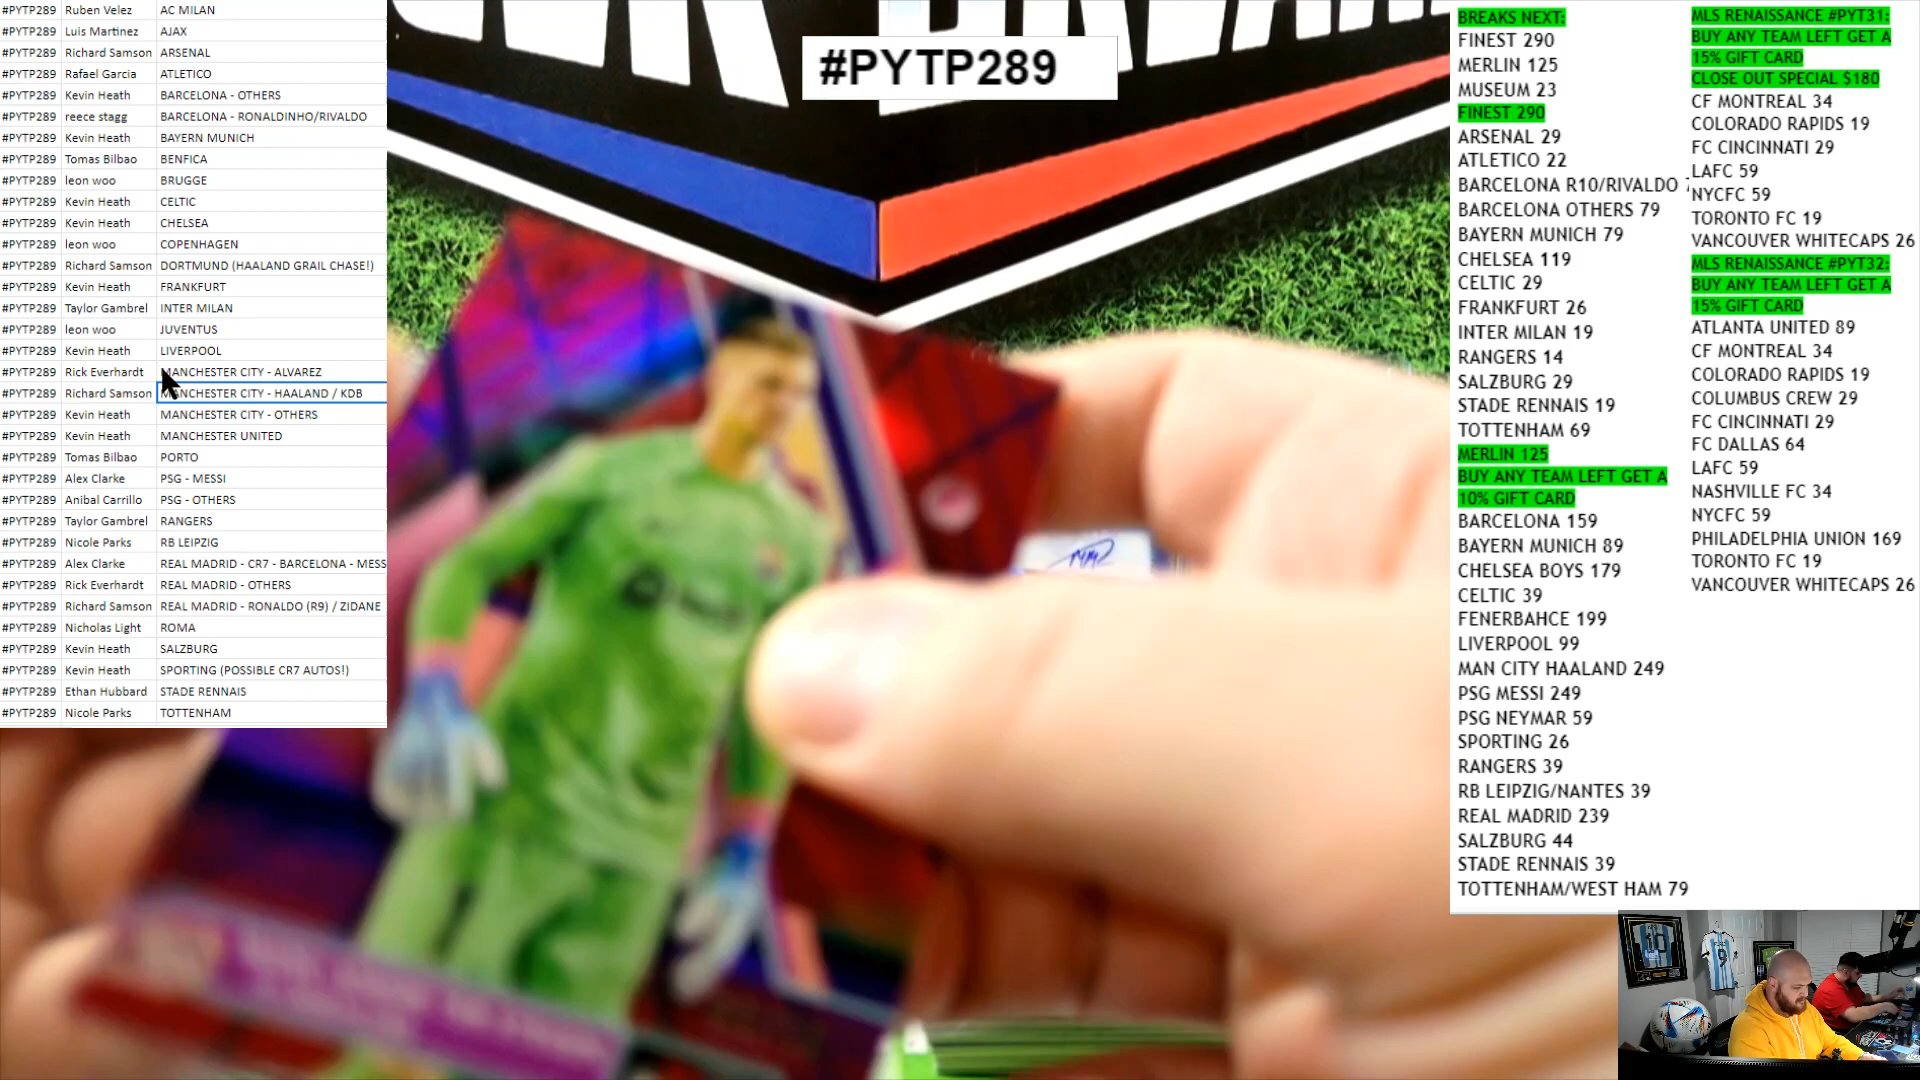 #PYTP289 Ruben Velez AC MILAN
#PYTP289 Luis Martinez AJAX
#PYTP289 Richard Samson ARSENAL
#PYTP289 Rafael Garcia ATLETICO
#PYTP289 Kevin Heath BARCELONA - OTHERS
#PYTP289 reece stagg BARCELONA - RONALDINHO/RIVALDO
#PYTP289 Kevin Heath BAYERN MUNICH
#PYTP289 Tomas Bilbao BENFICA
#PYTP289 leon woo BRUGGE
#PYTP289 Kevin Heath CELTIC
#PYTP289 Kevin Heath CHELSEA
#PYTP289 leon woo COPENHAGEN
#PYTP289 Richard Samson DORTMUND (HAALAND GRAIL CHASE!)
#PYTP289 Kevin Heath FRANKFURT
#PYTP289 Taylor Gambrel INTER MILAN
#PYTP289 leon woo JUVENTUS
#PYTP289 Kevin Heath LIVERPOOL
#PYTP289 Rick Everhardt MANCHESTER CITY - ALVAREZ
#PYTP289 Richard Samson MANCHESTER CITY - HAALAND / KDB
#PYTP289 Kevin Heath MANCHESTER CITY - OTHERS
#PYTP289 Kevin Heath MANCHESTER UNITED
#PYTP289 Tomas Bilbao PORTO
#PYTP289 Alex Clarke PSG - MESSI
#PYTP289 Anibal Carrillo PSG - OTHERS
#PYTP289 Taylor Gambrel RANGERS
#PYTP289 Nicole Parks RB LEIPZIG
#PYTP289 Alex Clarke REAL MADRID - CR7 - BARCELONA - MESS
#PYTP289 Rick Everhardt REAL MADRID - OTHERS
#PYTP289 Richard Samson REAL MADRID - RONALDO (R9) / ZIDANE
#PYTP289 Nicholas Light ROMA
#PYTP289 Kevin Heath SALZBURG
#PYTP289 Kevin Heath SPORTING (POSSIBLE CR7 AUTOS!)
#PYTP289 Ethan Hubbard STADE RENNAIS
#PYTP289 Nicole Parks TOTTENHAM
#PYTP289
BREAKS NEXT:
FINEST 290
MERLIN 125
MUSEUM 23
FINEST 290
ARSENAL 29
ATLETICO 22
BARCELONA R10/RIVALDO
BARCELONA OTHERS 79
BAYERN MUNICH 79
CHELSEA 119
CELTIC 29
FRANKFURT 26
INTER MILAN 19
RANGERS 14
SALZBURG 29
STADE RENNAIS 19
TOTTENHAM 69
MERLIN 125
BUY ANY TEAM LEFT GET A
10% GIFT CARD
BARCELONA 159
BAYERN MUNICH 89
CHELSEA BOYS 179
CELTIC 39
FENERBAHCE 199
LIVERPOOL 99
MAN CITY HAALAND 249
PSG MESSI 249
PSG NEYMAR 59
SPORTING 26
RANGERS 39
RB LEIPZIG/NANTES 39
REAL MADRID 239
SALZBURG 44
STADE RENNAIS 39
TOTTENHAM/WEST HAM 79
MLS RENAISSANCE #PYT31:
BUY ANY TEAM LEFT GET A
15% GIFT CARD
CLOSE OUT SPECIAL $180
CF MONTREAL 34
COLORADO RAPIDS 19
FC CINCINNATI 29
LAFC 59
NYCFC 59
TORONTO FC 19
VANCOUVER WHITECAPS 26
MLS RENAISSANCE #PYT32:
BUY ANY TEAM LEFT GET A
15% GIFT CARD
ATLANTA UNITED 89
CF MONTREAL 34
COLORADO RAPIDS 19
COLUMBUS CREW 29
FC CINCINNATI 29
FC DALLAS 64
LAFC 59
NASHVILLE FC 34
NYCFC 59
PHILADELPHIA UNION 169
TORONTO FC 19
VANCOUVER WHITECAPS 26